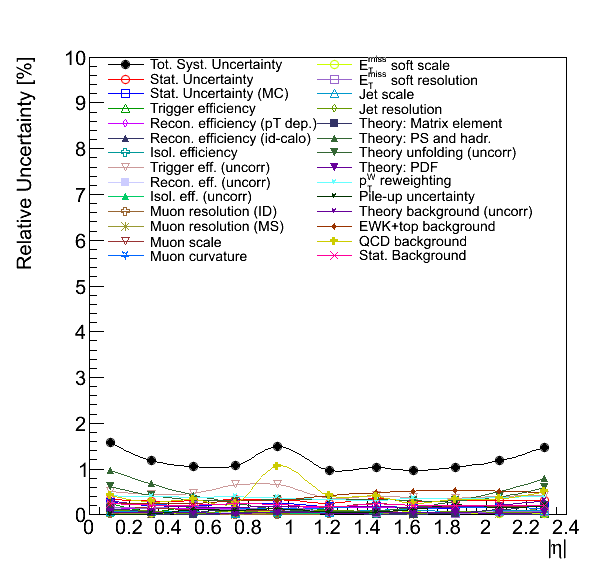 Relative Uncertainty [%]
10
9
8
7
6
5
4
3
2
1
0
Tot. Syst. Uncertainty
Stat. Uncertainty
Stat. Uncertainty (MC)
Trigger efficiency
Recon. efficiency (pT dep.)
Recon. efficiency (id-calo)
Isol. efficiency
Trigger eff. (uncorr)
Recon. eff. (uncorr)
Isol. eff. (uncorr)
Muon resolution (ID)
Muon resolution (MS)
Muon scale
Muon curvature
E_T^miss soft scale
E_T^miss soft resolution
Jet scale
Jet resolution
Theory: Matrix element
Theory: PS and hadr.
Theory unfolding (uncorr)
Theory: PDF
p_T^W reweighting
Pile-up uncertainty
Theory background (uncorr)
EWK+top background
QCD background
Stat. Background
0 0.2 0.4 0.6 0.8 1 1.2 1.4 1.6 1.8 2 2.2 2.4
|η|